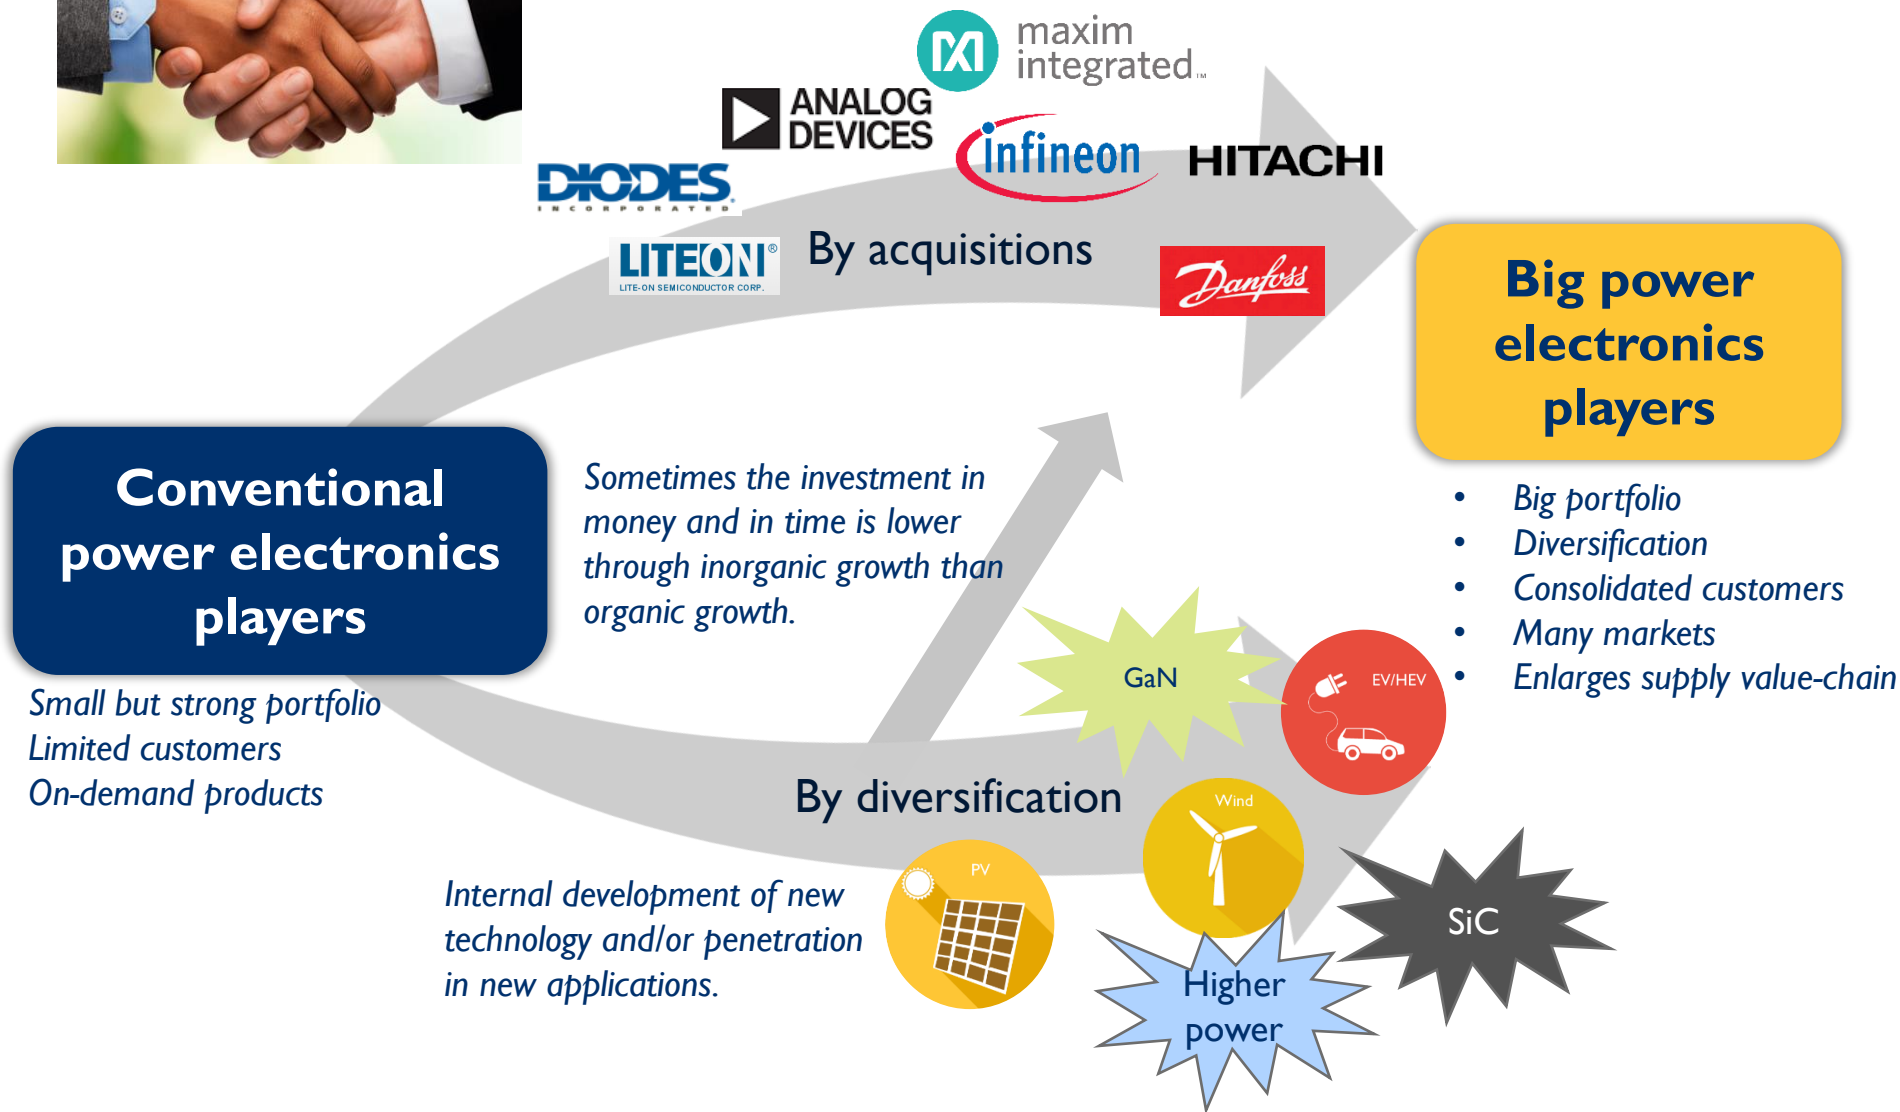 maxim
integrated™
ANALOG
DEVICES
infineon
HITACHI
DIODES
INCORPORATED
LITEON®
LITE-ON SEMICONDUCTOR CORP.
By acquisitions
Danfoss
Big power
electronics
players
Conventional
power electronics
players
Sometimes the investment in
money and in time is lower
through inorganic growth than
organic growth.
• Big portfolio
• Diversification
• Consolidated customers
• Many markets
• Enlarges supply value-chain
Small but strong portfolio
Limited customers
On-demand products
GaN
EV/HEV
By diversification
Wind
PV
Internal development of new
technology and/or penetration
in new applications.
SiC
Higher
power